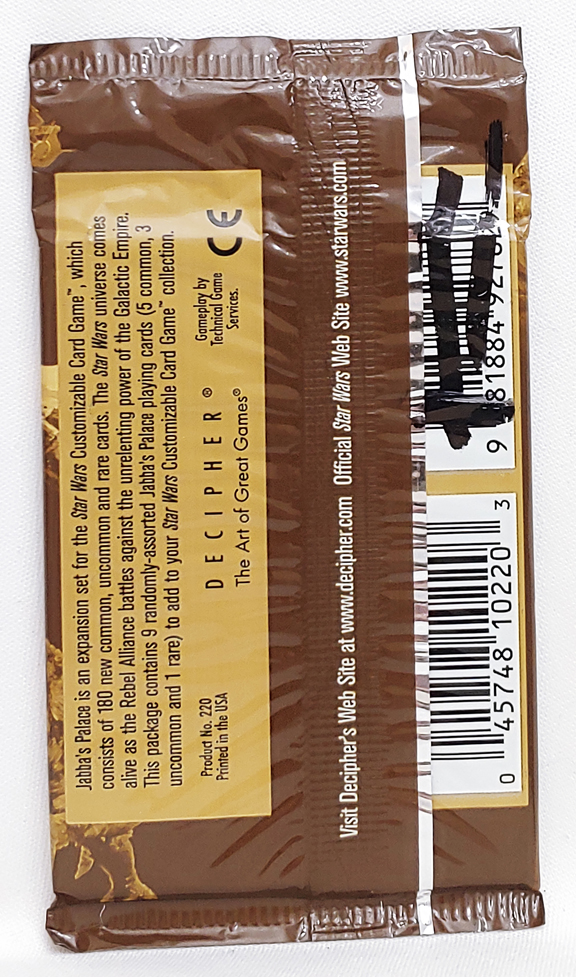 Jabba's Palace is an expansion set for the Star Wars Customizable Card Game™, which
consists of 180 new common, uncommon and rare cards. The Star Wars universe comes
alive as the Rebel Alliance battles against the unrelenting power of the Galactic Empire.
This package contains 9 randomly-assorted Jabba's Palace playing cards (5 common, 3
uncommon and 1 rare) to add to your Star Wars Customizable Card Game™ collection.
Product No. 220
Printed in the USA
DECIPHER®
The Art of Great Games®
Gameplay by
Technical Game
Services.
CE
Visit Decipher's Web Site at www.decipher.com Official Star Wars Web Site www.starwars.com
0 45748 10220 3
9 781884 927